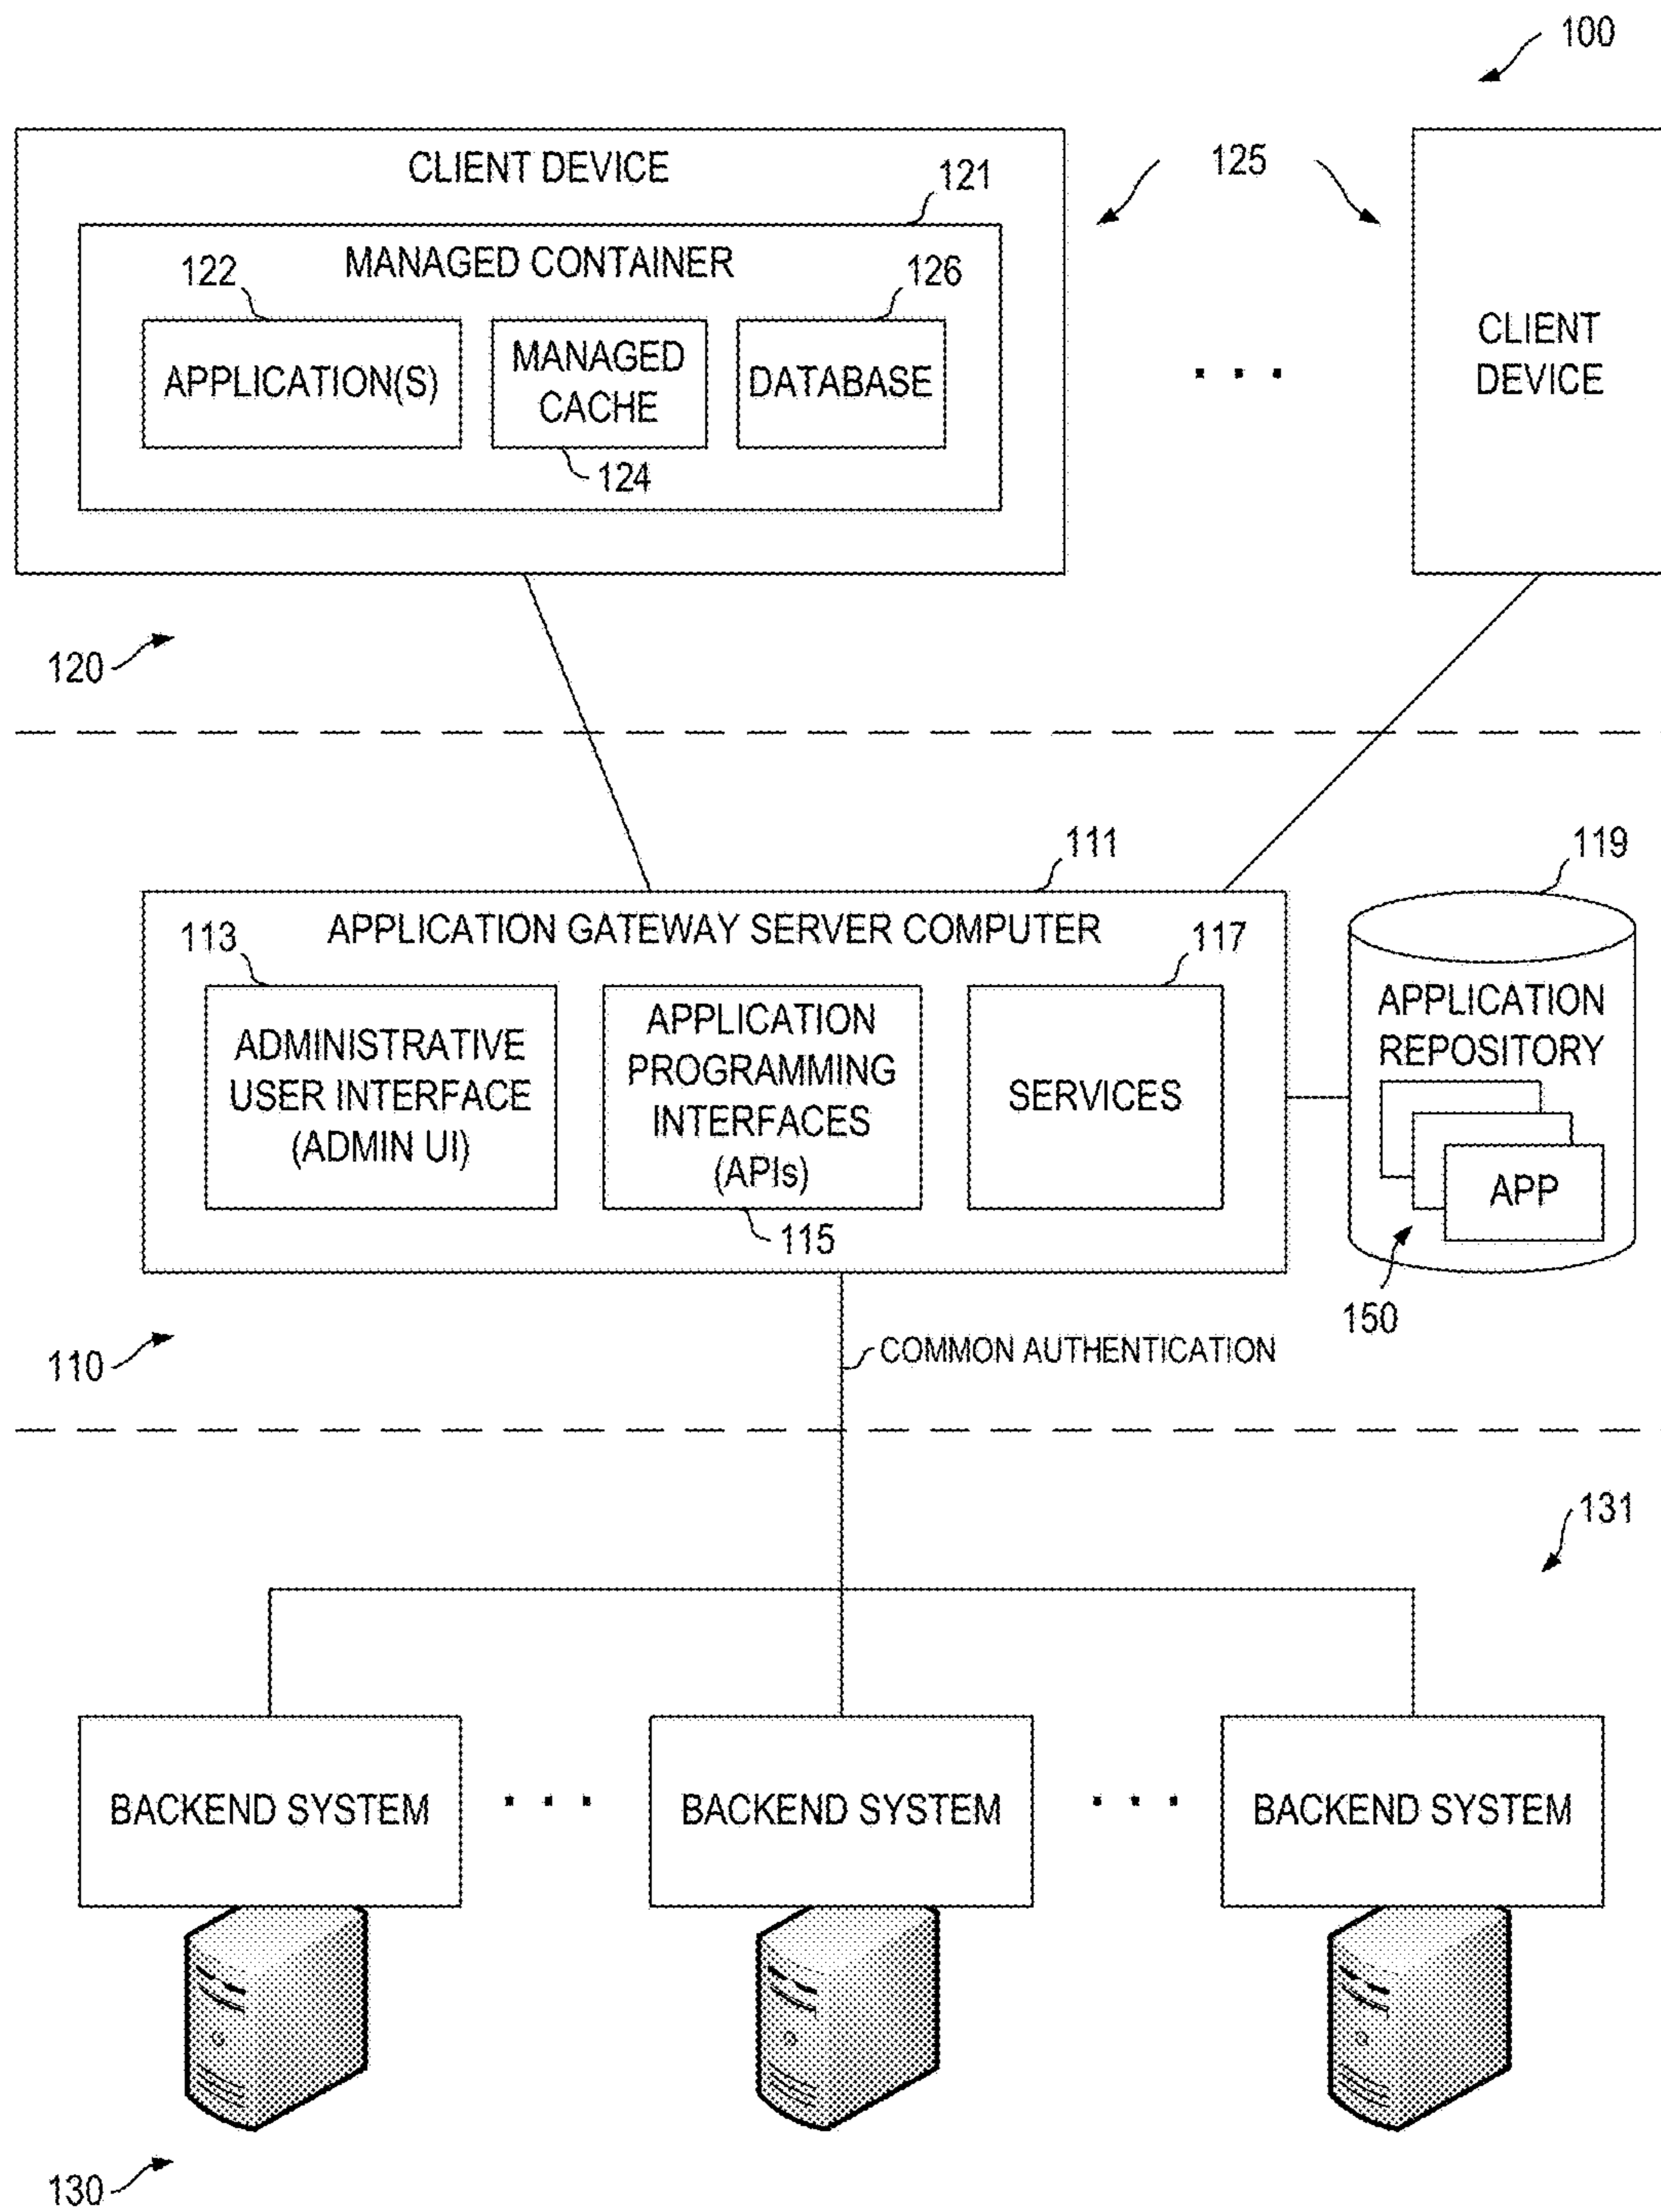 100
CLIENT DEVICE
125
121
MANAGED CONTAINER
122
126
APPLICATION(S)
MANAGED
CACHE
DATABASE
124
CLIENT
DEVICE
120
111
119
APPLICATION GATEWAY SERVER COMPUTER
113
117
ADMINISTRATIVE
USER INTERFACE
(ADMIN UI)
APPLICATION
PROGRAMMING
INTERFACES
(APIs)
115
SERVICES
APPLICATION
REPOSITORY
APP
150
110
COMMON AUTHENTICATION
131
BACKEND SYSTEM
BACKEND SYSTEM
BACKEND SYSTEM
130